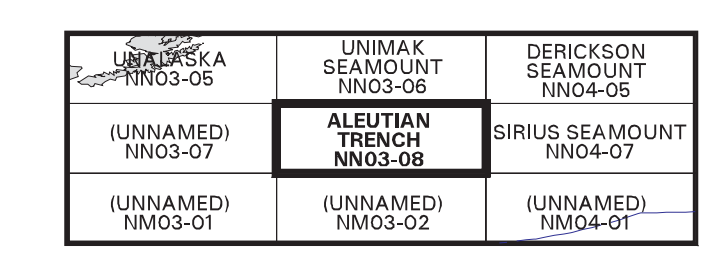 UNALASKA
NN03-05
UNIMAK
SEAMOUNT
NN03-06
DERICKSON
SEAMOUNT
NN04-05
(UNNAMED)
NN03-07
ALEUTIAN
TRENCH
NN03-08
SIRIUS SEAMOUNT
NN04-07
(UNNAMED)
NM03-01
(UNNAMED)
NM03-02
(UNNAMED)
NM04-01